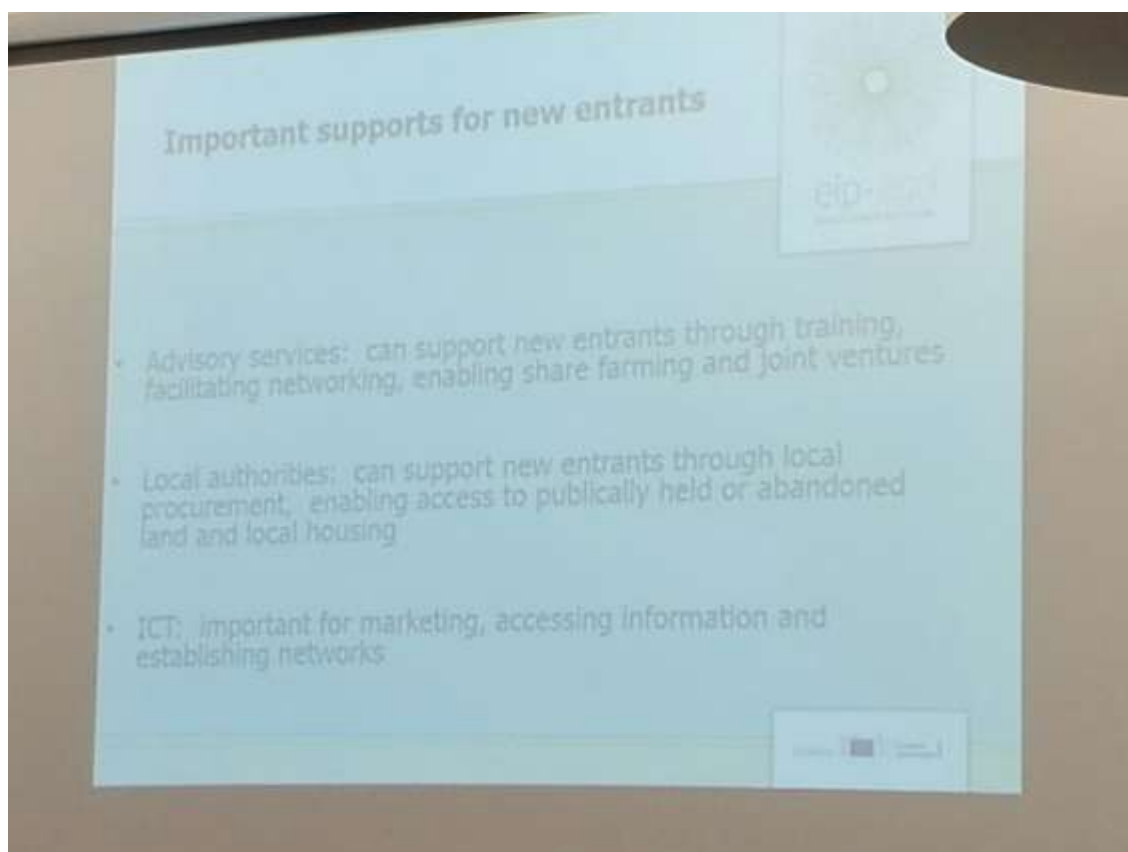 Important supports for new entrants
eip-
• Advisory services: can support new entrants through training,
facilitating networking, enabling share farming and joint ventures
• Local authorities: can support new entrants through local
procurement, enabling access to publically held or abandoned
land and local housing
• ICT: important for marketing, accessing information and
establishing networks